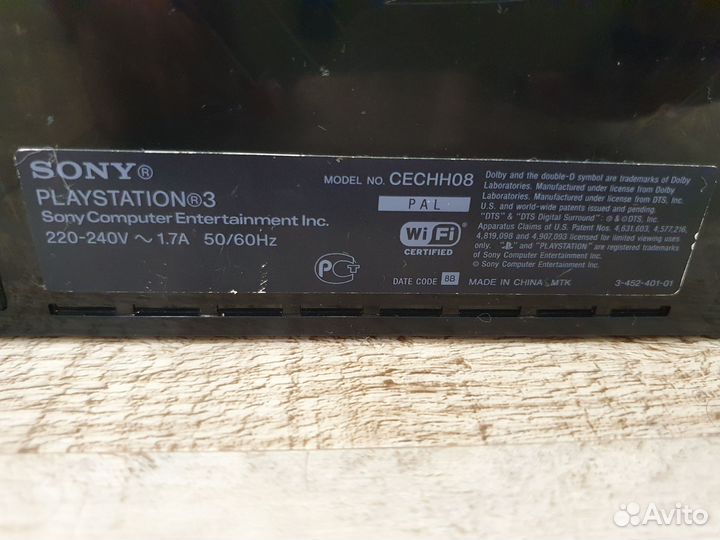 SONY®
PLAYSTATION®3
Sony Computer Entertainment Inc.
220-240V ~ 1.7A 50/60Hz
MODEL NO. CECHH08
PAL
Wi Fi
CERTIFIED
PCT
DATE CODE 8B
MADE IN CHINA MTK
Dolby and the double-D symbol are trademarks of Dolby
Laboratories. Manufactured under license from Dolby
Laboratories. Manufactured under license from DTS, Inc.
U.S. and world-wide patents issued and pending.
"DTS" & "DTS Digital Surround" ® & © DTS, Inc.
Apparatus Claims of U.S. Patent Nos. 4,631,603, 4,577,216,
4,819,098 and 4,907,093 licensed for limited viewing uses
only. " " and "PLAYSTATION" are registered trademarks
of Sony Computer Entertainment Inc.
© Sony Computer Entertainment Inc.
3-452-401-01
Avito